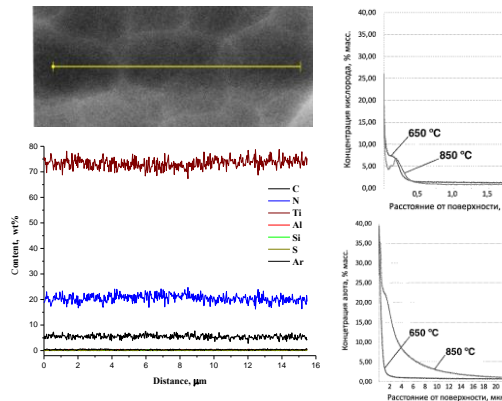 80
70
60
50
40
30
20
10
0
Content, wt%
0 2 4 6 8 10 12 14 16
Distance, μm
C
N
Ti
Al
Si
S
Ar
40,00
35,00
30,00
25,00
20,00
15,00
10,00
5,00
0,00
Концентрация кислорода, % масс.
650 °C
850 °C
0,5 1,0 1,5
Расстояние от поверхности,
40,00
35,00
30,00
25,00
20,00
15,00
10,00
5,00
0,00
Концетрация азота, % масс.
650 °C
850 °C
2 4 6 8 10 12 14 16 18 20
Расстояние от поверхности, мкм